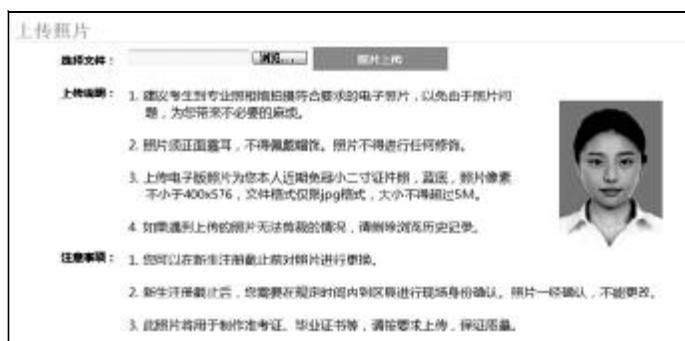 上传照片
选择文件： 浏览... 照片上传
上传说明： 1. 建议考生到专业照相馆拍摄符合要求的电子照片，以免由于照片问
题，为您带来不必要的麻烦。
2. 照片须正面露耳，不得佩戴帽饰。照片不得进行任何修饰。
3. 上传电子版照片为您本人近期免冠小二寸证件照，蓝底，照片像素
不小于400x576，文件格式仅限jpg格式，大小不得超过5M。
4. 如果遇到上传的照片无法剪裁的情况，请删除浏览历史记录。
注意事项： 1. 您可以在新生注册截止前对照片进行更换。
2. 新生注册截止后，您需要在规定时间内到区县进行现场身份确认。照片一经确认，不能更改。
3. 此照片将用于制作准考证、毕业证书等，请按要求上传，保证质量。